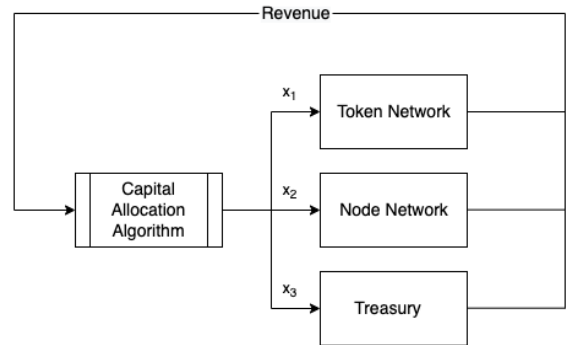 Revenue
x₁
Token Network
Capital
Allocation
Algorithm
x₂
Node Network
x₃
Treasury